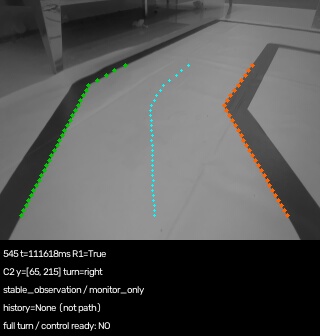 545 t=111618ms R1=True
C2 y=[65, 215] turn=right
stable_observation / monitor_only
history=None (not path)
full turn / control ready: NO